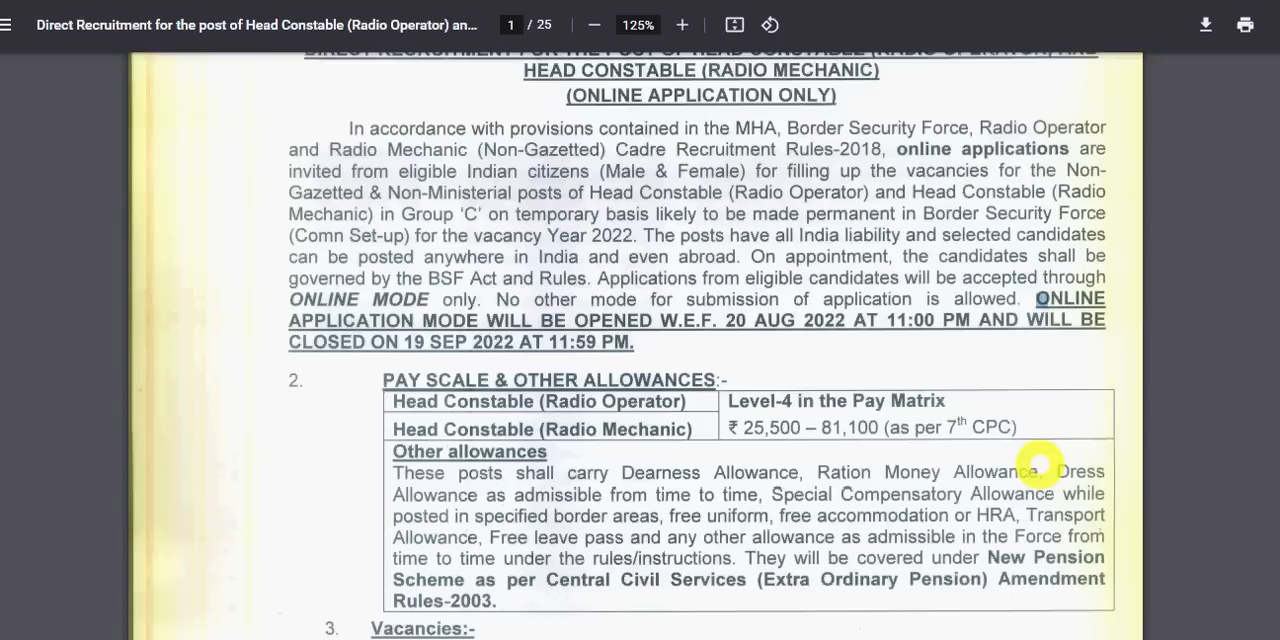 Direct Recruitment for the post of Head Constable (Radio Operator) an...
1 / 25
125%
DIRECT RECRUITMENT FOR THE POST OF HEAD CONSTABLE (RADIO OPERATOR) AND
HEAD CONSTABLE (RADIO MECHANIC)
(ONLINE APPLICATION ONLY)
In accordance with provisions contained in the MHA, Border Security Force, Radio Operator
and Radio Mechanic (Non-Gazetted) Cadre Recruitment Rules-2018, online applications are
invited from eligible Indian citizens (Male & Female) for filling up the vacancies for the Non-
Gazetted & Non-Ministerial posts of Head Constable (Radio Operator) and Head Constable (Radio
Mechanic) in Group ‘C’ on temporary basis likely to be made permanent in Border Security Force
(Comn Set-up) for the vacancy Year 2022. The posts have all India liability and selected candidates
can be posted anywhere in India and even abroad. On appointment, the candidates shall be
governed by the BSF Act and Rules. Applications from eligible candidates will be accepted through
ONLINE MODE only. No other mode for submission of application is allowed. ONLINE
APPLICATION MODE WILL BE OPENED W.E.F. 20 AUG 2022 AT 11:00 PM AND WILL BE
CLOSED ON 19 SEP 2022 AT 11:59 PM.
2. PAY SCALE & OTHER ALLOWANCES:-
Head Constable (Radio Operator) Level-4 in the Pay Matrix
Head Constable (Radio Mechanic) ₹ 25,500 – 81,100 (as per 7th CPC)
Other allowances
These posts shall carry Dearness Allowance, Ration Money Allowance, Dress
Allowance as admissible from time to time, Special Compensatory Allowance while
posted in specified border areas, free uniform, free accommodation or HRA, Transport
Allowance, Free leave pass and any other allowance as admissible in the Force from
time to time under the rules/instructions. They will be covered under New Pension
Scheme as per Central Civil Services (Extra Ordinary Pension) Amendment
Rules-2003.
3. Vacancies:-